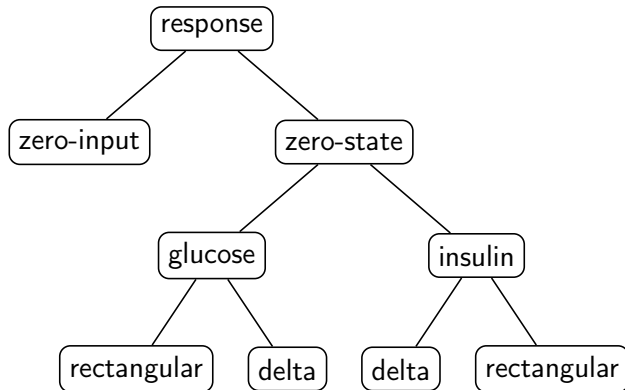 response
zero-input
zero-state
glucose
insulin
rectangular
delta
delta
rectangular